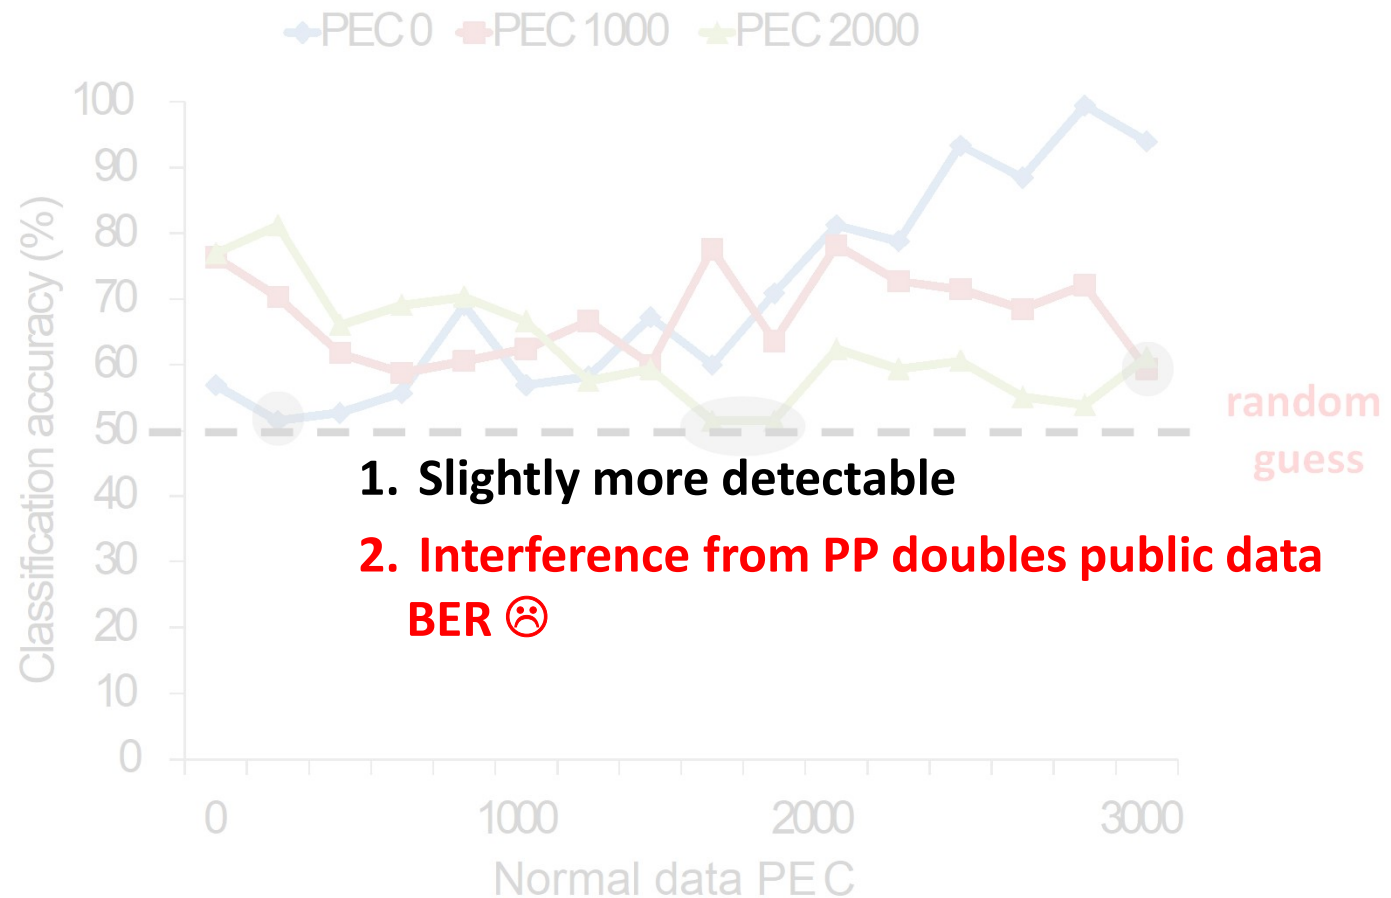 PEC 0 PEC 1000 PEC 2000
100
90
80
70
60
50
40
30
20
10
0
Classification accuracy (%)
random
guess
1. Slightly more detectable
2. Interference from PP doubles public data
BER ☹
0 1000 2000 3000
Normal data PEC